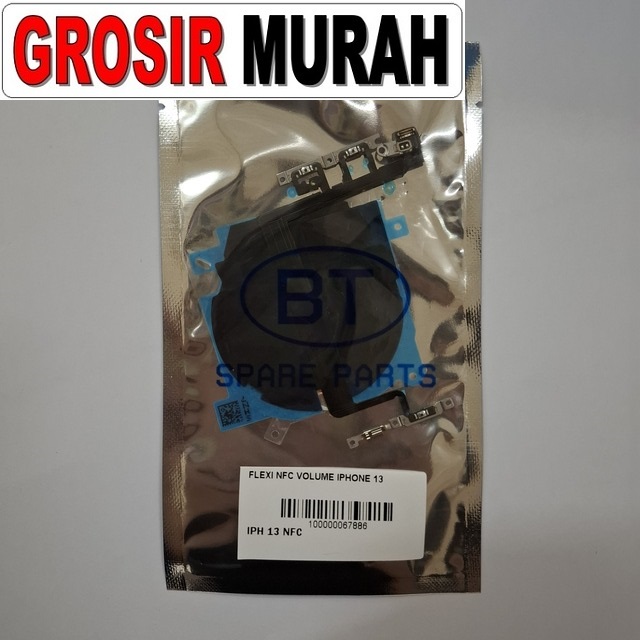 GROSIR MURAH
BT
SPARE PARTS
FLEXI NFC VOLUME IPHONE 13
100000067886
IPH 13 NFC